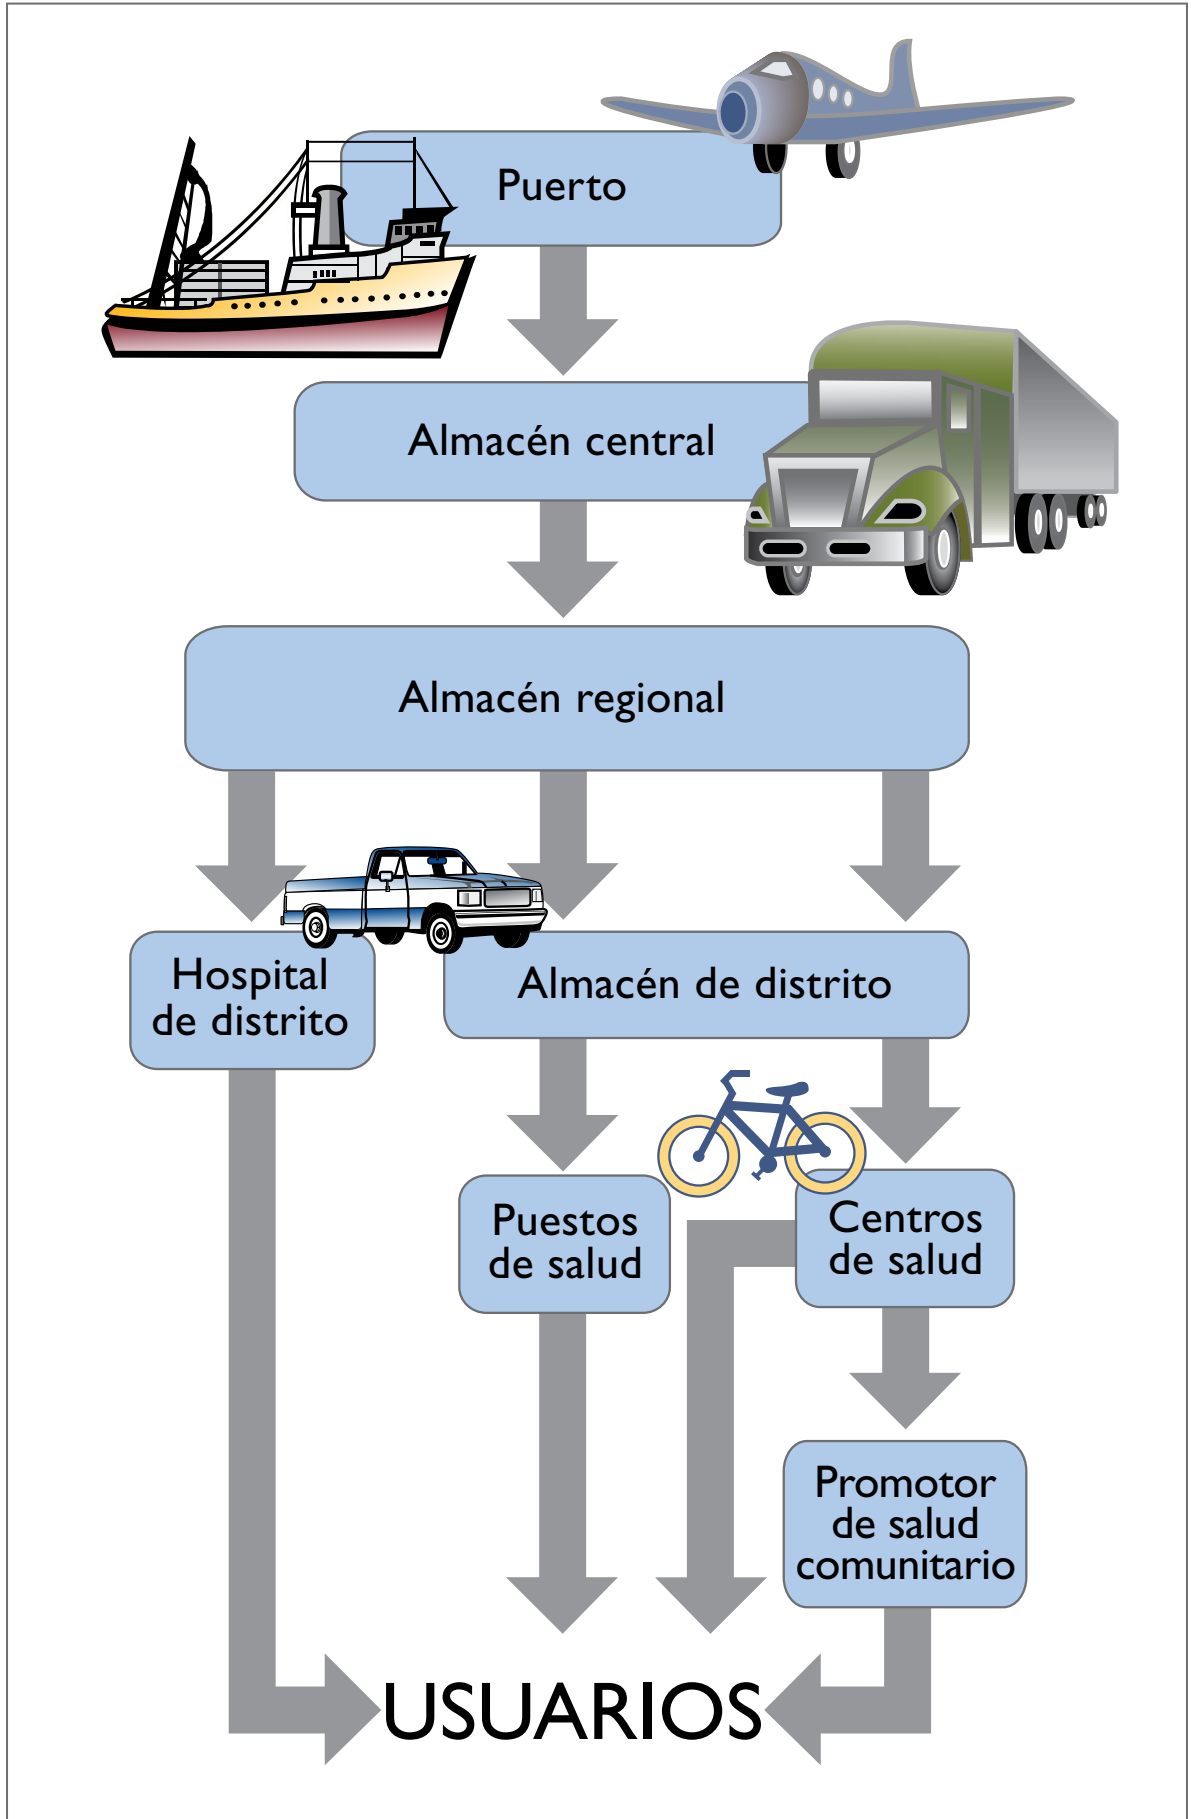 Puerto
Almacén central
Almacén regional
Hospital
de distrito
Almacén de distrito
Puestos
de salud
Centros
de salud
Promotor
de salud
comunitario
USUARIOS